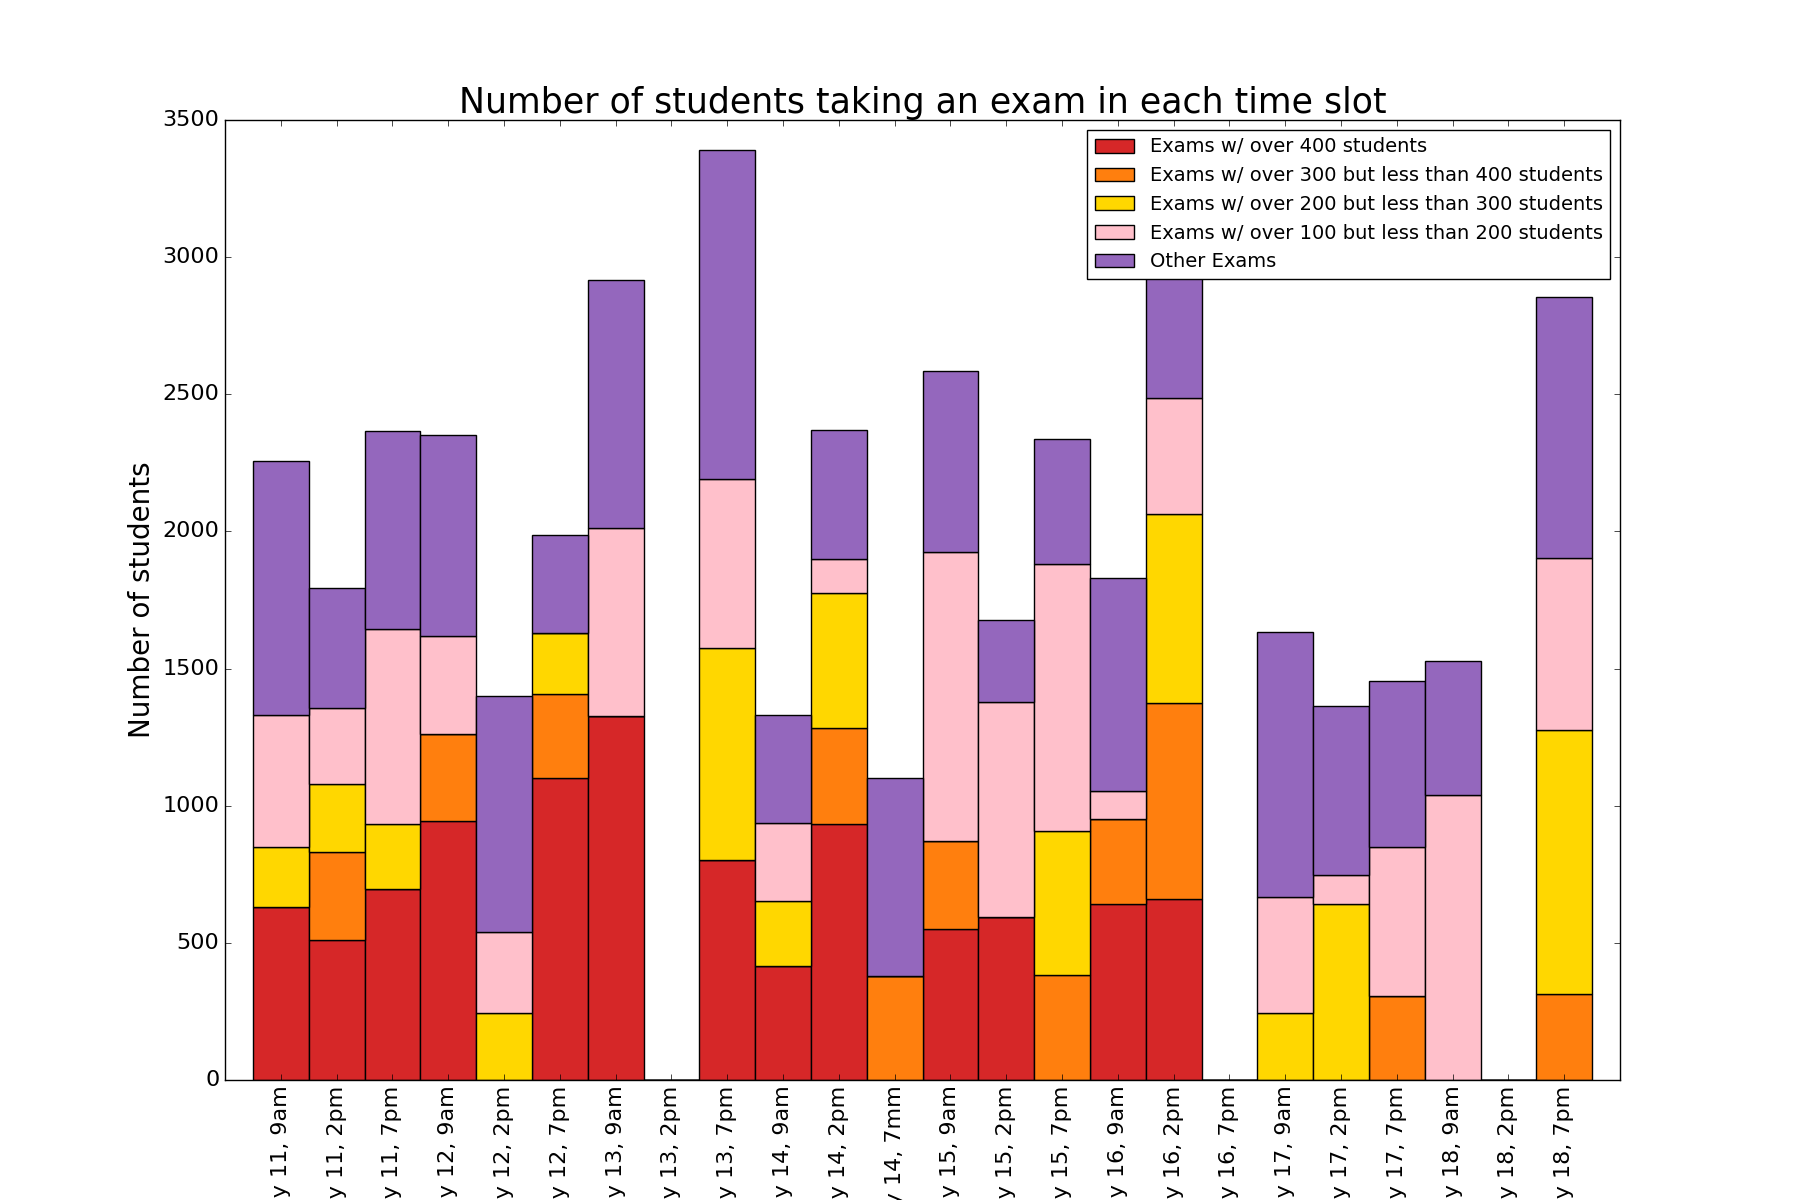 Number of students taking an exam in each time slot
Exams w/ over 400 students
Exams w/ over 300 but less than 400 students
Exams w/ over 200 but less than 300 students
Exams w/ over 100 but less than 200 students
Other Exams
Number of students
3500
3000
2500
2000
1500
1000
500
0
y 11, 9am
y 11, 2pm
y 11, 7pm
y 12, 9am
y 12, 2pm
y 12, 7pm
y 13, 9am
y 13, 2pm
y 13, 7pm
y 14, 9am
y 14, 2pm
y 14, 7mm
y 15, 9am
y 15, 2pm
y 15, 7pm
y 16, 9am
y 16, 2pm
y 16, 7pm
y 17, 9am
y 17, 2pm
y 17, 7pm
y 18, 9am
y 18, 2pm
y 18, 7pm